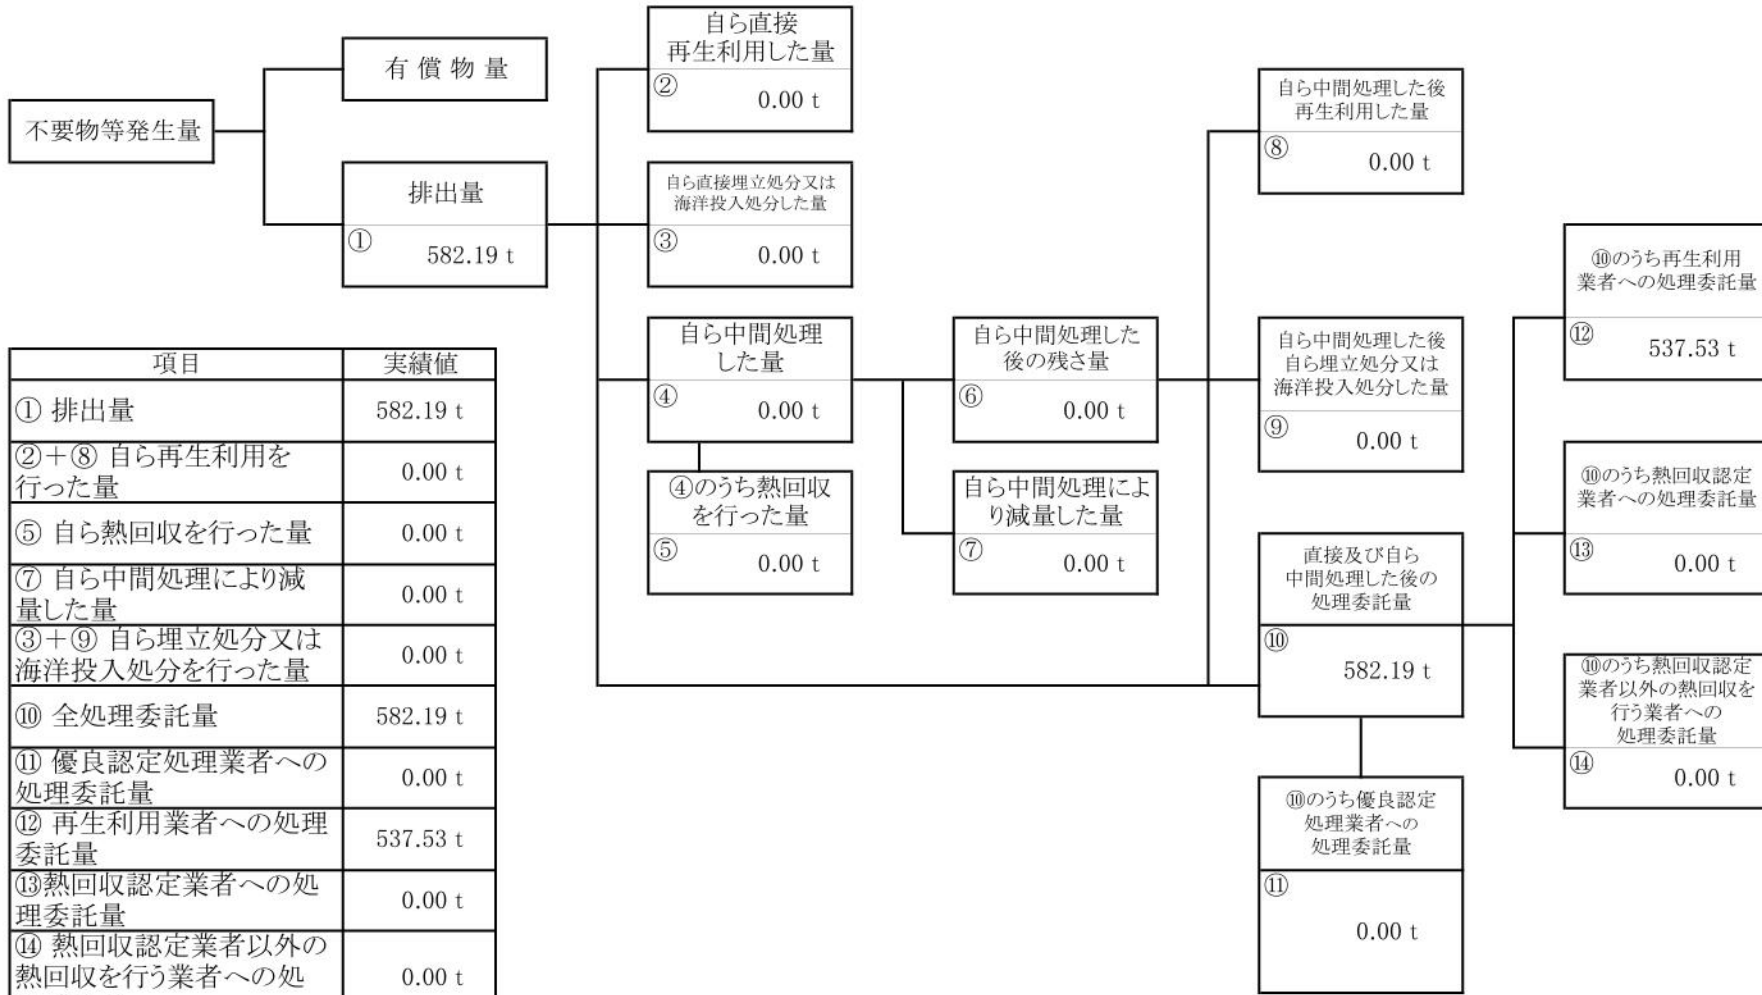 不要物等発生量
有償物量
排出量
①
582.19 t
自ら直接
再生利用した量
②
0.00 t
自ら直接埋立処分又は
海洋投入処分した量
③
0.00 t
自ら中間処理
した量
④
0.00 t
④のうち熱回収
を行った量
⑤
0.00 t
自ら中間処理した
後の残さ量
⑥
0.00 t
自ら中間処理によ
り減量した量
⑦
0.00 t
自ら中間処理した後
再生利用した量
⑧
0.00 t
自ら中間処理した後
自ら埋立処分又は
海洋投入処分した量
⑨
0.00 t
直接及び自ら
中間処理した後の
処理委託量
⑩
582.19 t
⑩のうち優良認定
処理業者への
処理委託量
⑪
0.00 t
⑩のうち再生利用
業者への処理委託量
⑫
537.53 t
⑩のうち熱回収認定
業者への処理委託量
⑬
0.00 t
⑩のうち熱回収認定
業者以外の熱回収を
行う業者への
処理委託量
⑭
0.00 t
項目 実績値
① 排出量 582.19 t
②＋⑧ 自ら再生利用を
行った量 0.00 t
⑤ 自ら熱回収を行った量 0.00 t
⑦ 自ら中間処理により減
量した量 0.00 t
③＋⑨ 自ら埋立処分又は
海洋投入処分を行った量 0.00 t
⑩ 全処理委託量 582.19 t
⑪ 優良認定処理業者への
処理委託量 0.00 t
⑫ 再生利用業者への処理
委託量 537.53 t
⑬熱回収認定業者への処
理委託量 0.00 t
⑭ 熱回収認定業者以外の
熱回収を行う業者への処 0.00 t